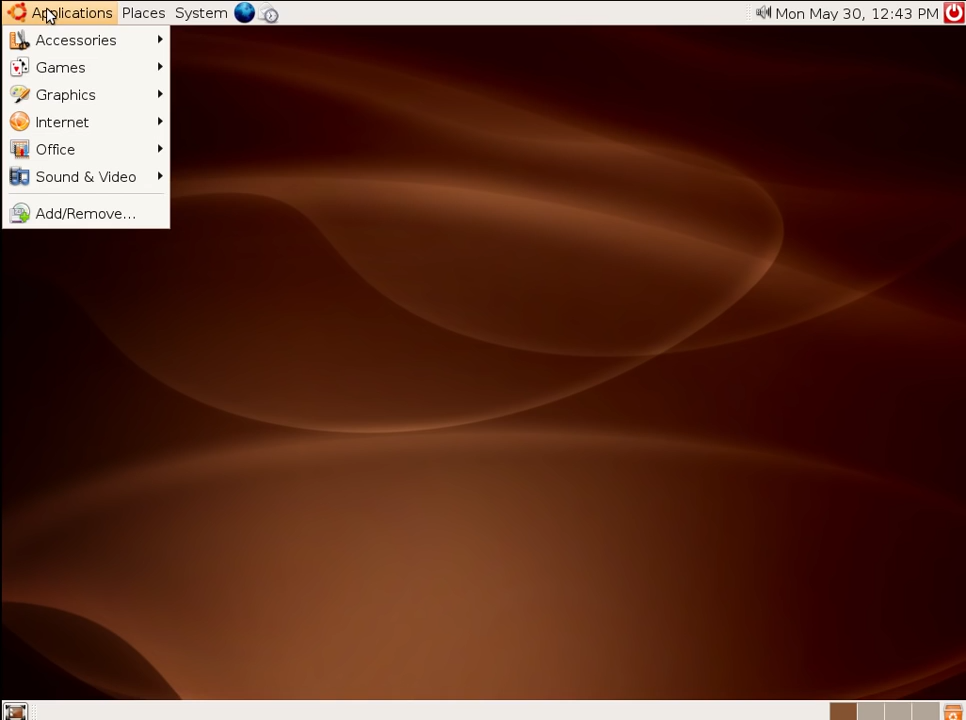 Applications Places System Mon May 30, 12:43 PM
Accessories
Games
Graphics
Internet
Office
Sound & Video
Add/Remove...